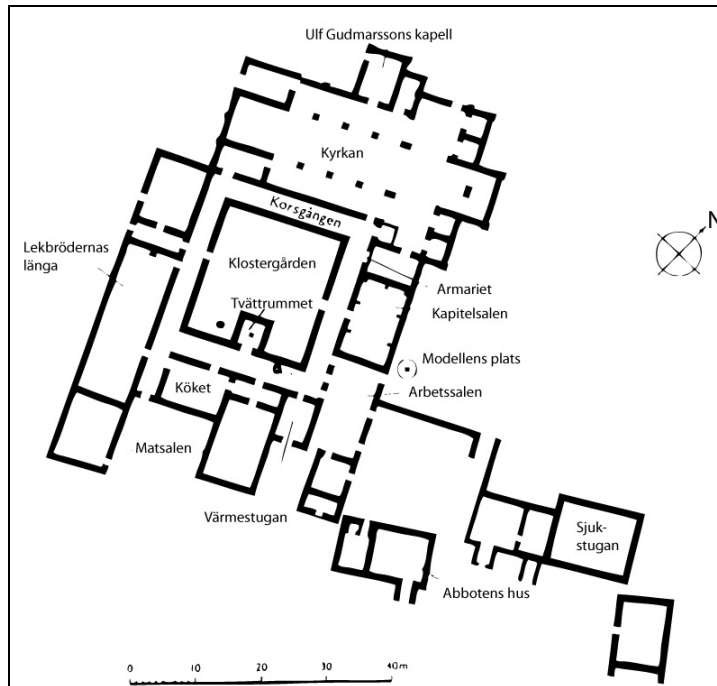 Ulf Gudmarssons kapell
Kyrkan
Korsgången
N
Lekbrödernas
länga
Klostergården
Tvättrummet
Armariet
Kapitelsalen
Modellens plats
Köket
Arbetssalen
Matsalen
Värmestugan
Sjuk-
stugan
Abbotens hus
0 10 20 30 40m